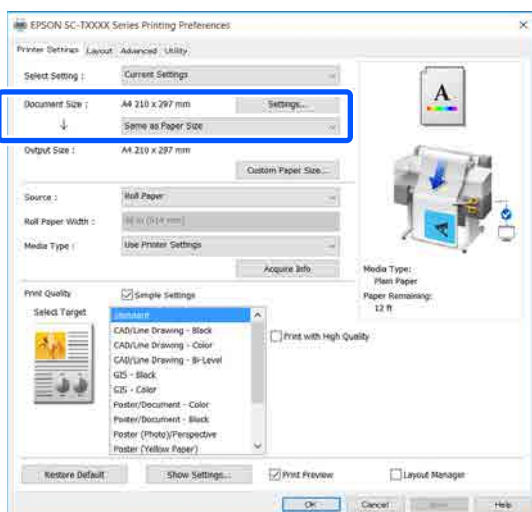 EPSON SC-TXXXX Series Printing Preferences
Printer Settings Layout Advanced Utility
Select Setting : Current Settings
Document Size : A4 210 x 297 mm Settings...
Same as Paper Size
Output Size : A4 210 x 297 mm
Custom Paper Size...
Source : Roll Paper
Roll Paper Width :
Media Type : Use Printer Settings
Acquire Info
A
Media Type:
Plain Paper
Paper Remaining:
12 ft
Print Quality Simple Settings
Select Target
Standard
CAD/Line Drawing - Black
CAD/Line Drawing - Color
CAD/Line Drawing - Bi-Level
GIS - Black
GIS - Color
Poster/Document - Color
Poster/Document - Black
Poster (Photo)/Perspective
Poster (Yellow Paper)
Print with High Quality
Restore Default Show Settings... Print Preview Layout Manager
OK Cancel Help